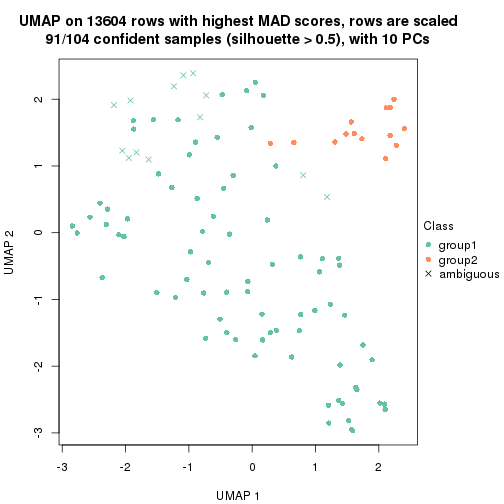 UMAP on 13604 rows with highest MAD scores, rows are scaled
91/104 confident samples (silhouette > 0.5), with 10 PCs
2
1
0
-1
-2
-3
UMAP 2
-3
-2
-1
0
1
2
UMAP 1
Class
group1
group2
ambiguous